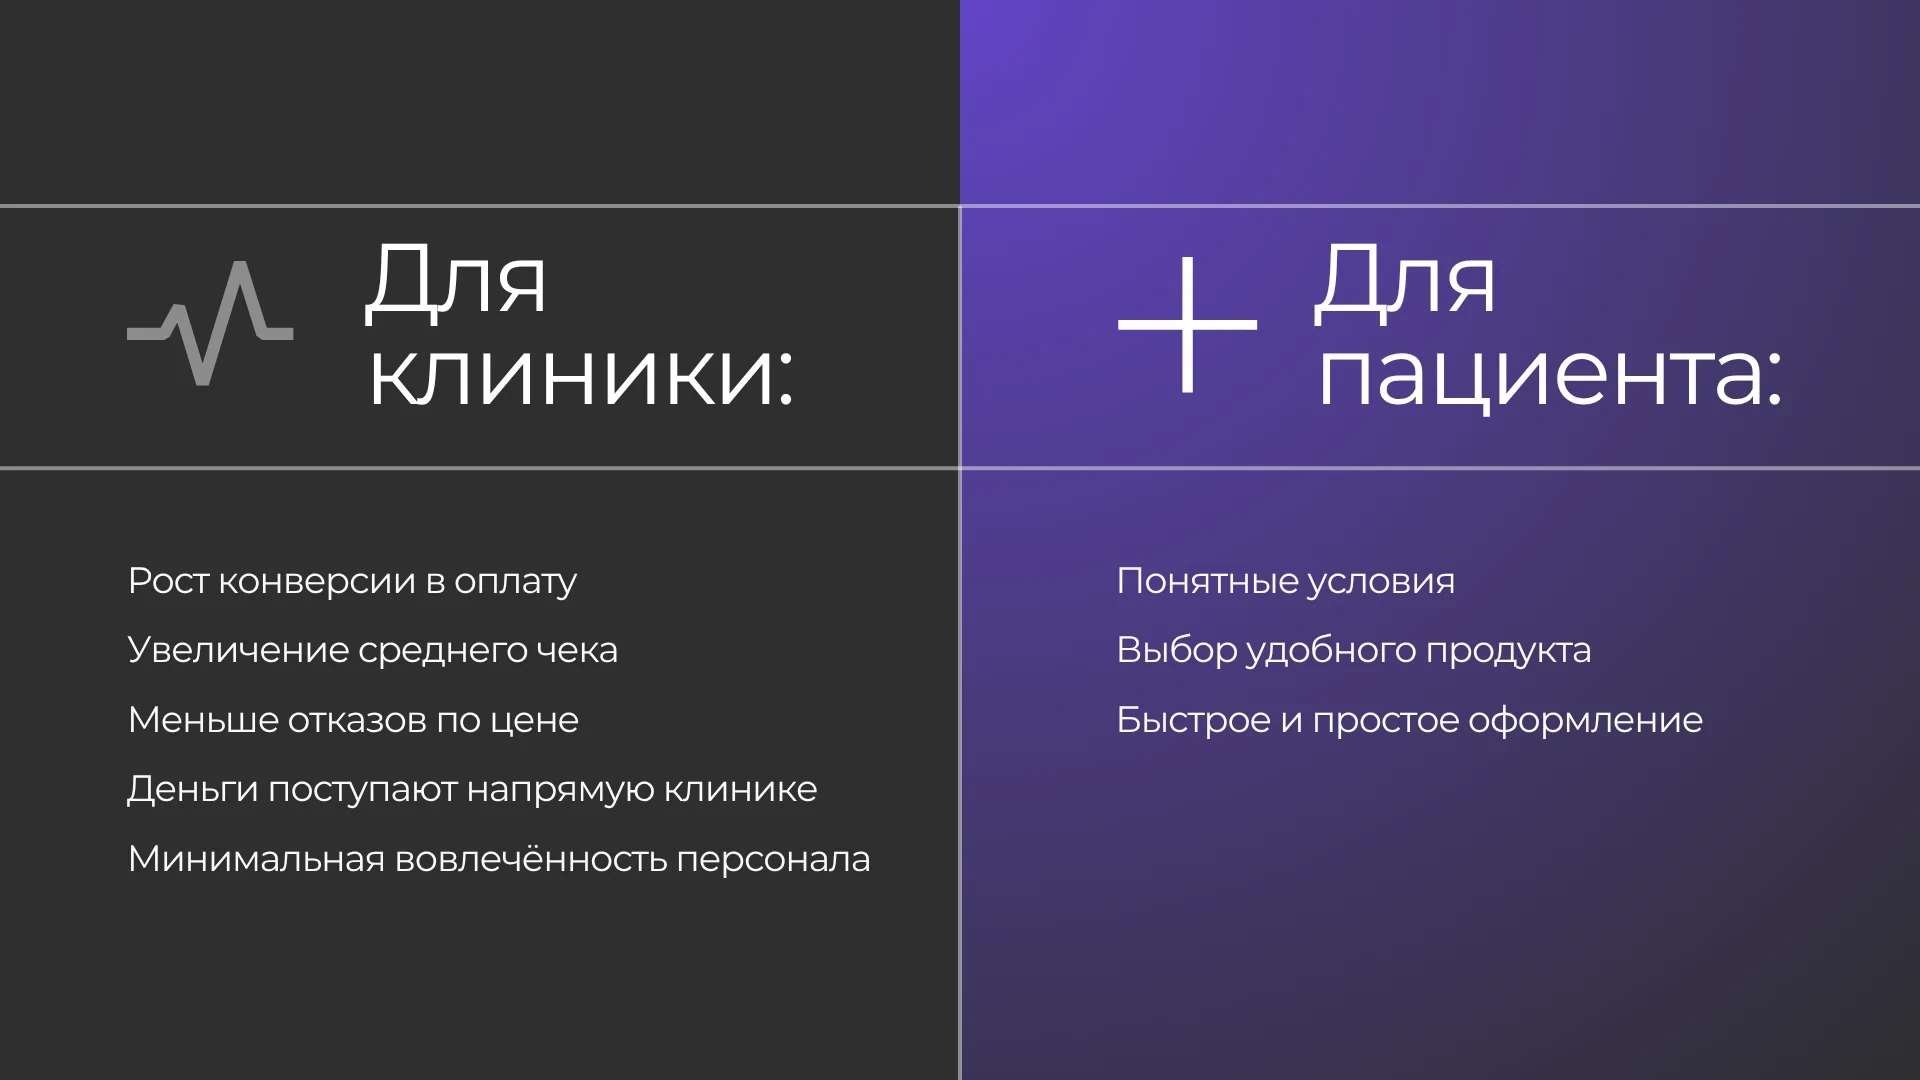 Для
клиники:
Рост конверсии в оплату
Увеличение среднего чека
Меньше отказов по цене
Деньги поступают напрямую клинике
Минимальная вовлечённость персонала
Для
пациента:
Понятные условия
Выбор удобного продукта
Быстрое и простое оформление